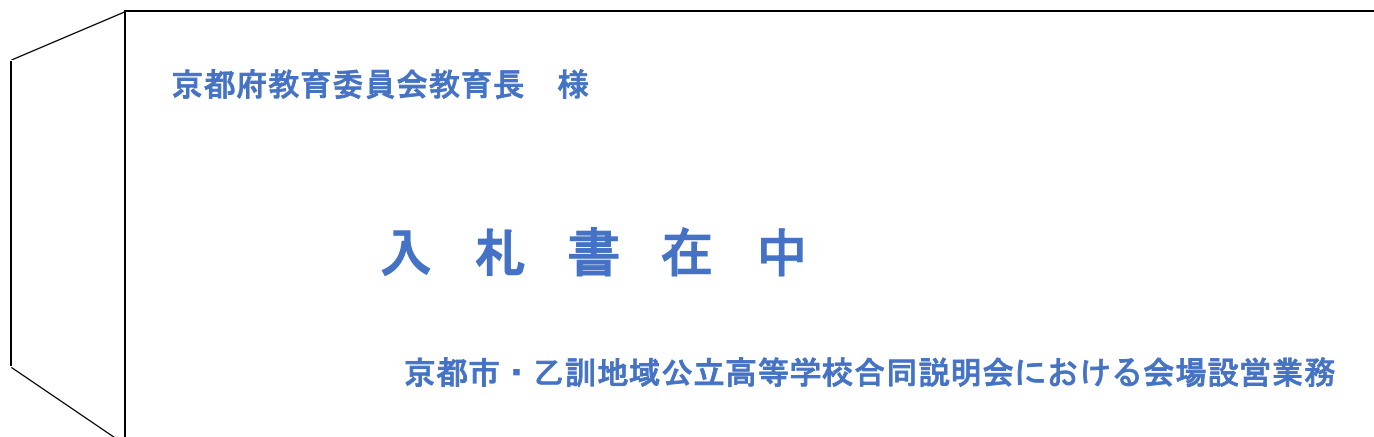 京都府教育委員会教育長　様
入　札　書　在　中
京都市・乙訓地域公立高等学校合同説明会における会場設営業務